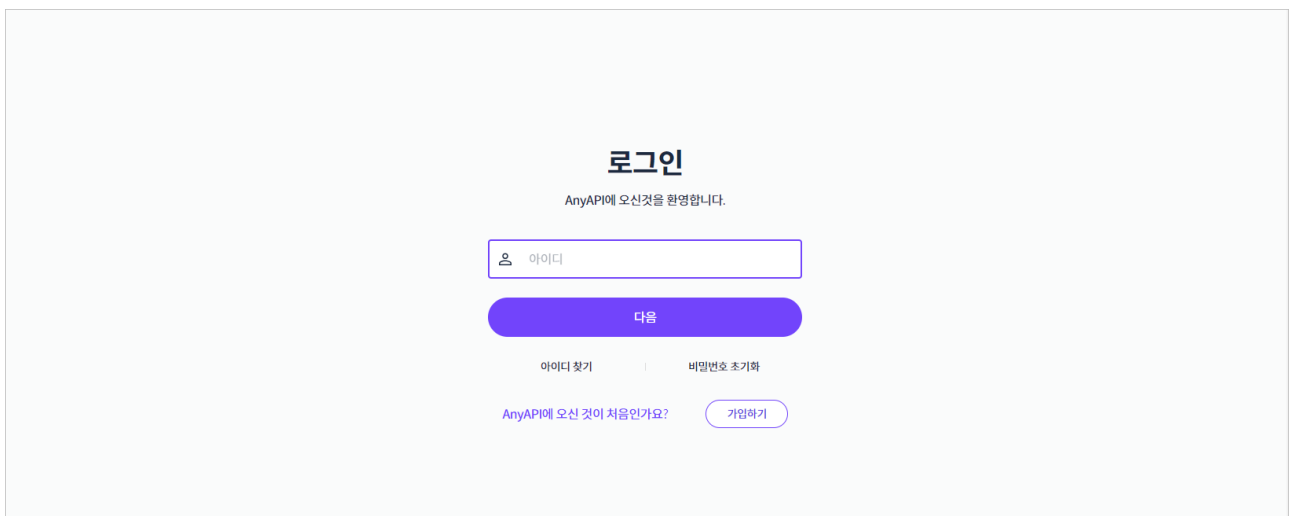 로그인
AnyAPI에 오신것을 환영합니다.
아이디
다음
아이디 찾기 비밀번호 초기화
AnyAPI에 오신 것이 처음인가요? 가입하기